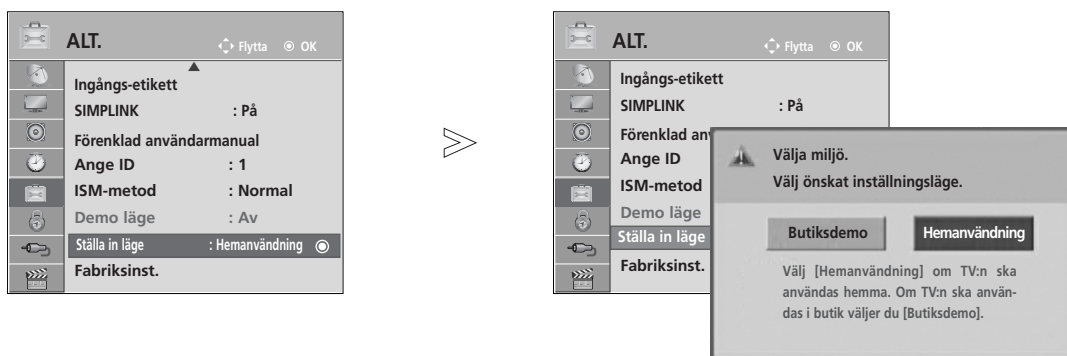 ALT.
Flytta OK
Ingångs-etikett
SIMPLINK : På
Förenklad användarmanual
Ange ID : 1
ISM-metod : Normal
Demo läge : Av
Ställa in läge : Hemanvändning
Fabriksinst.
ALT.
Flytta OK
Ingångs-etikett
SIMPLINK : På
Förenklad an
Ange ID
ISM-metod
Demo läge
Ställa in läge
Fabriksinst.
Välja miljö.
Välj önskat inställningsläge.
Butiksdemo Hemanvändning
Välj [Hemanvändning] om TV:n ska
användas hemma. Om TV:n ska använ-
das i butik väljer du [Butiksdemo].